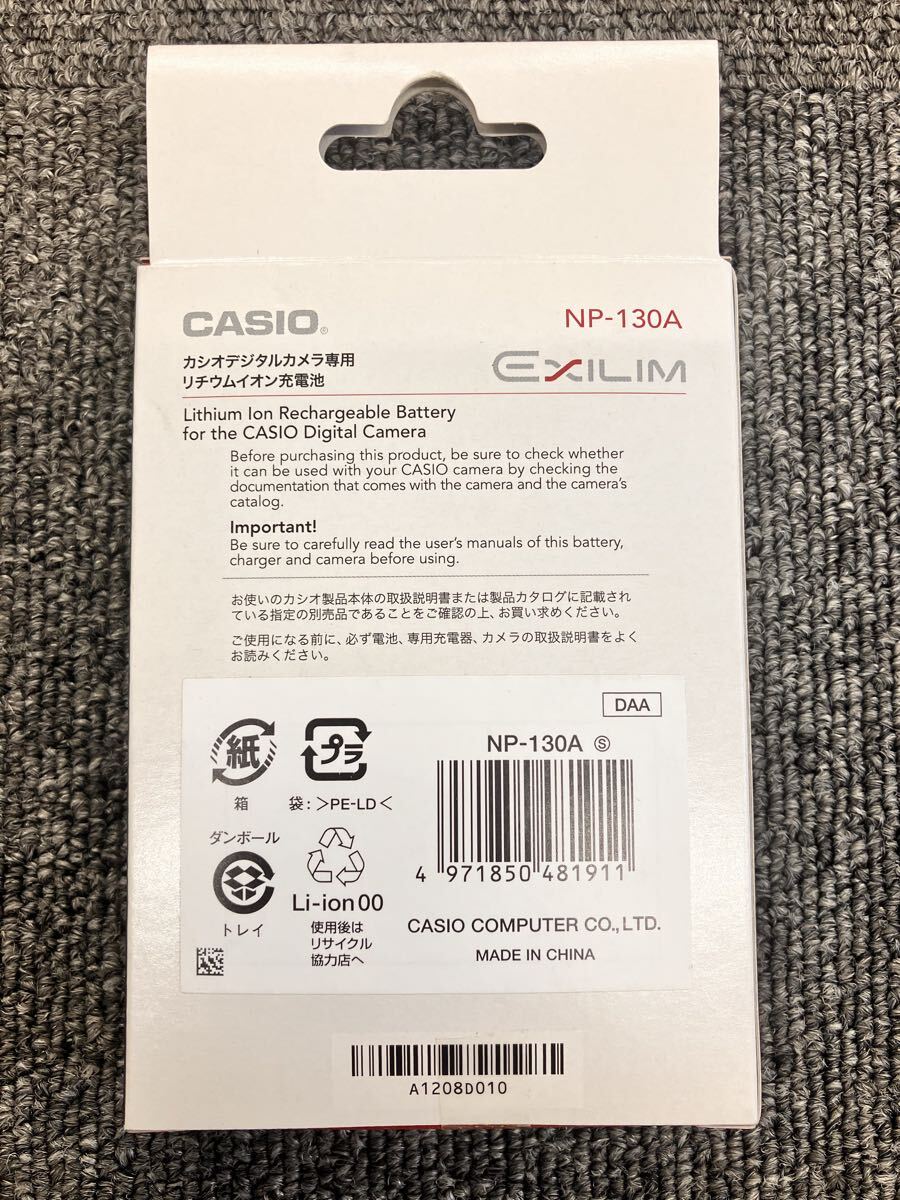 CASIO®
NP-130A
カシオデジタルカメラ専用
リチウムイオン充電池
EXILIM
Lithium Ion Rechargeable Battery
for the CASIO Digital Camera
Before purchasing this product, be sure to check whether
it can be used with your CASIO camera by checking the
documentation that comes with the camera and the camera's
catalog.
Important!
Be sure to carefully read the user's manuals of this battery,
charger and camera before using.
お使いのカシオ製品本体の取扱説明書または製品カタログに記載され
ている指定の別売品であることをご確認の上、お買い求めください。
ご使用になる前に、必ず電池、専用充電器、カメラの取扱説明書をよく
お読みください。
DAA
紙
箱
プラ
袋:>PE-LD<
ダンボール
トレイ
Li-ion00
使用後は
リサイクル
協力店へ
NP-130A Ⓢ
4 971850 481911
CASIO COMPUTER CO.,LTD.
MADE IN CHINA
A1208D010